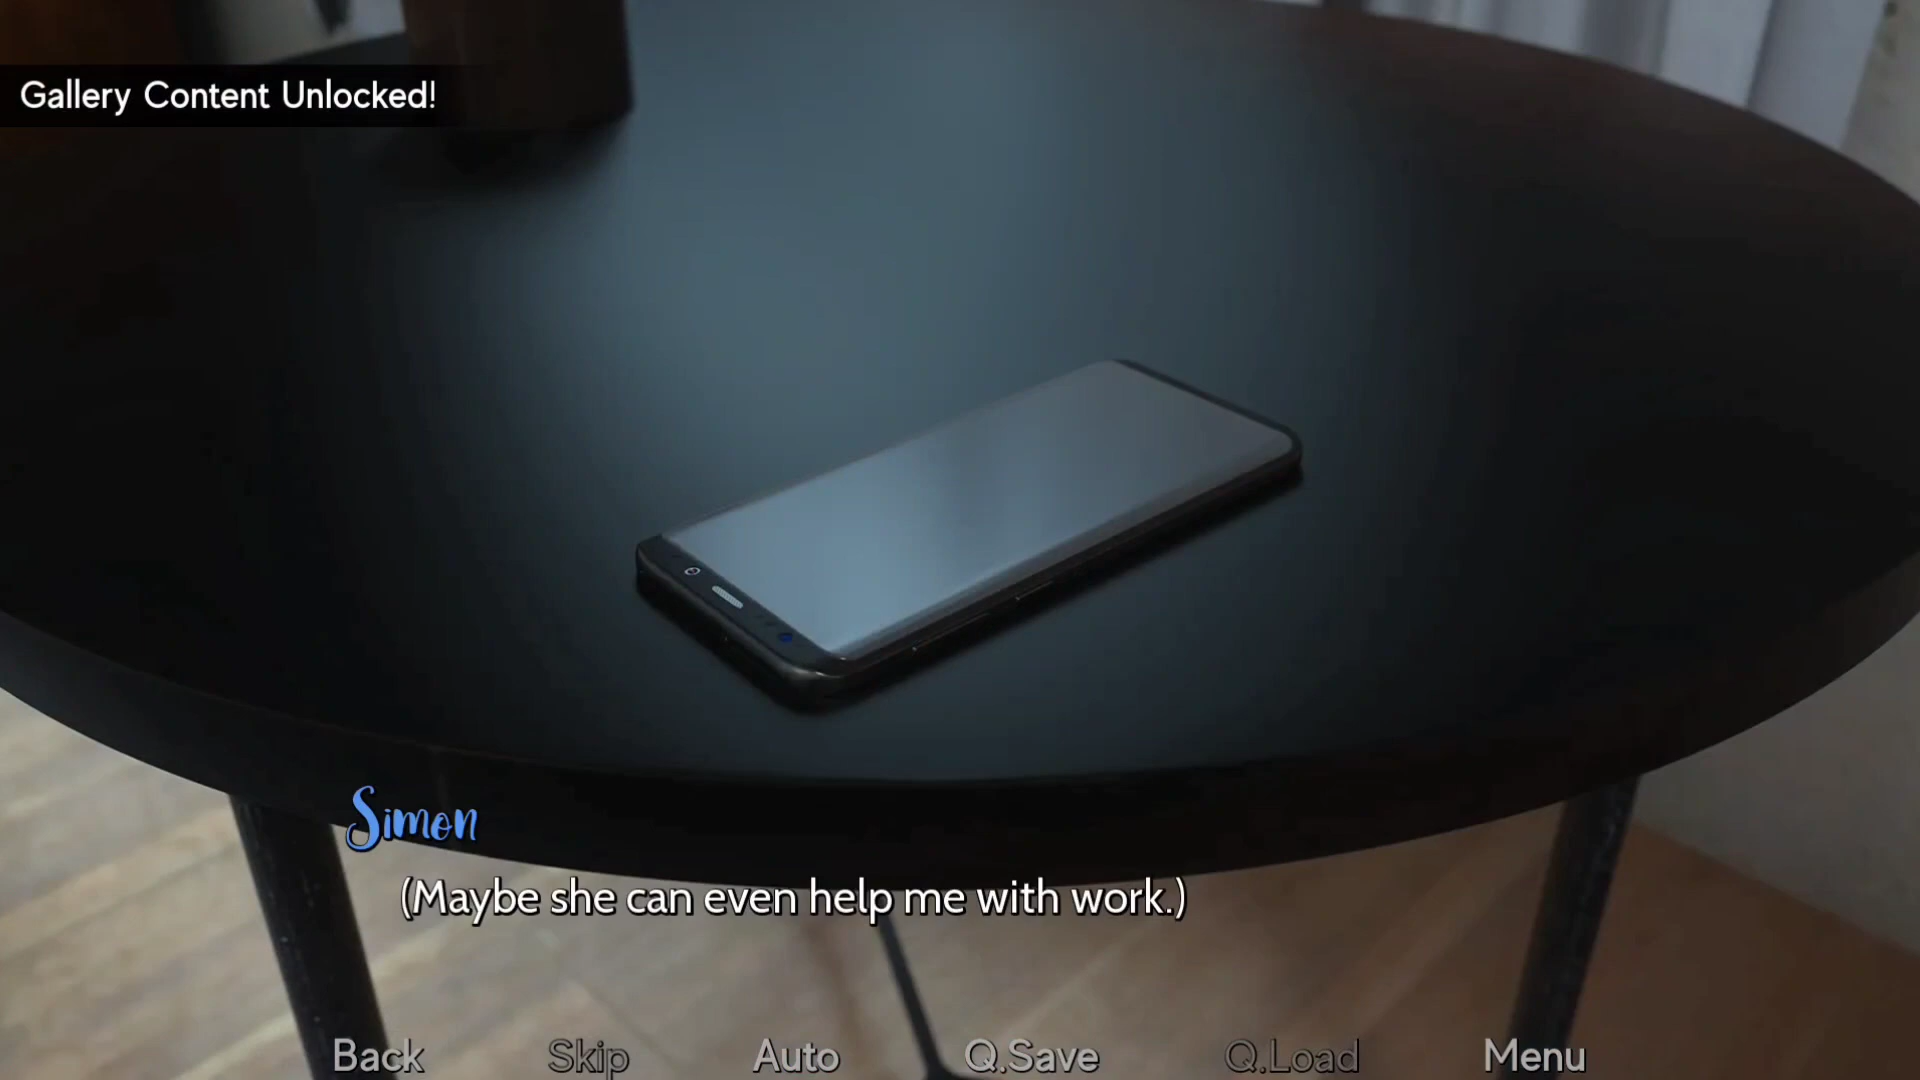 Gallery Content Unlocked!
Simon
(Maybe she can even help me with work.)
Back Skip Auto Q.Save Q.Load Menu